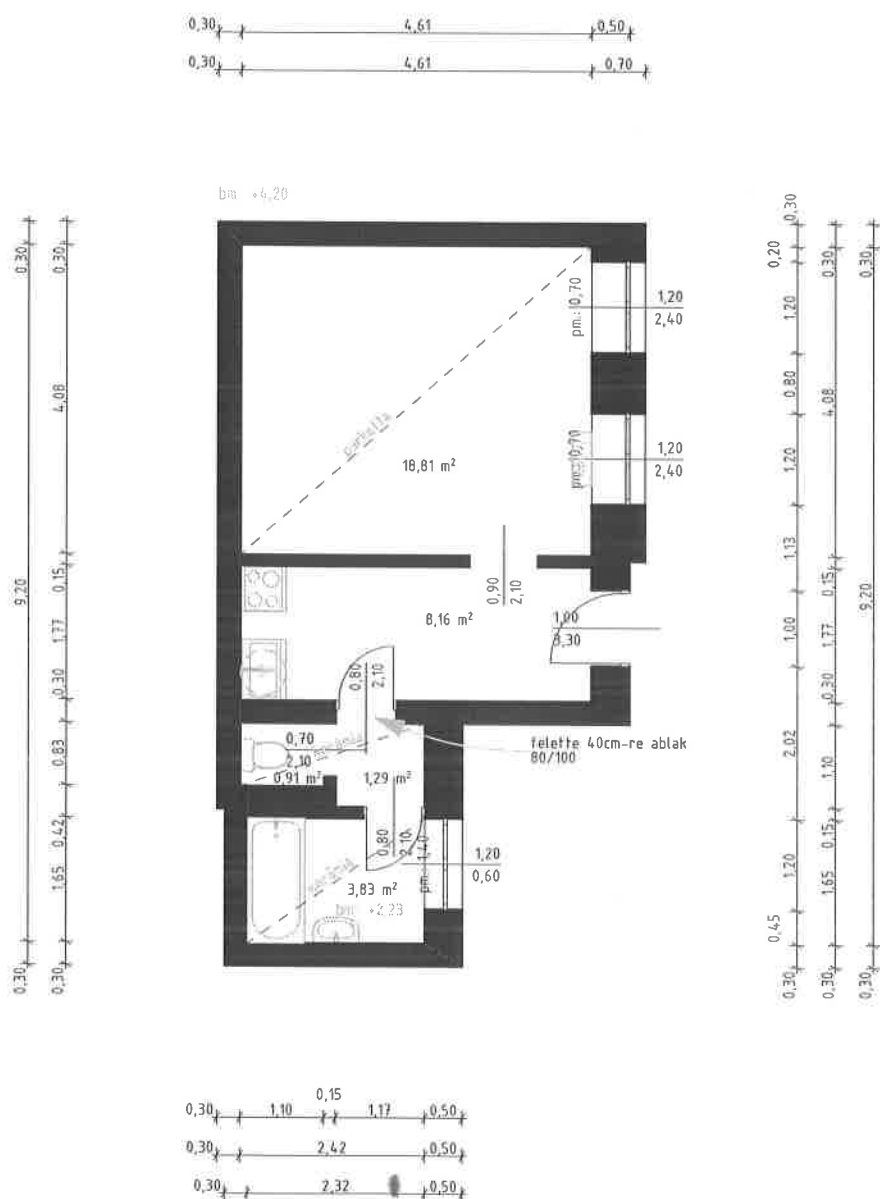 0,30 4,61 0,50
0,30 4,61 0,70
bm +4,20
0,30 0,30
9,20
4,08
0,15
1,77
0,30
0,83
0,42
1,65
0,30 0,30
0,30
0,20
1,20
0,80
1,20
1,13
1,00
2,02
1,20
0,45
0,30
0,30
4,08
0,15
1,77
0,30
1,10
0,15
1,65
0,30
0,30
9,20
0,30
pm.: 0,70
1,20
2,40
parketta
18,81 m²
pm.: 0,70
1,20
2,40
0,90
2,10
8,16 m²
1,00
3,30
0,80
2,10
felette 40cm-re ablak
80/100
0,70
2,10
kerámia
0,91 m²
1,29 m²
0,80
2,10
pm.: 1,40
1,20
0,60
kerámia
3,83 m²
bm +2,23
0,15
0,30 1,10 1,17 0,50
0,30 2,42 0,50
0,30 2,32 0,50